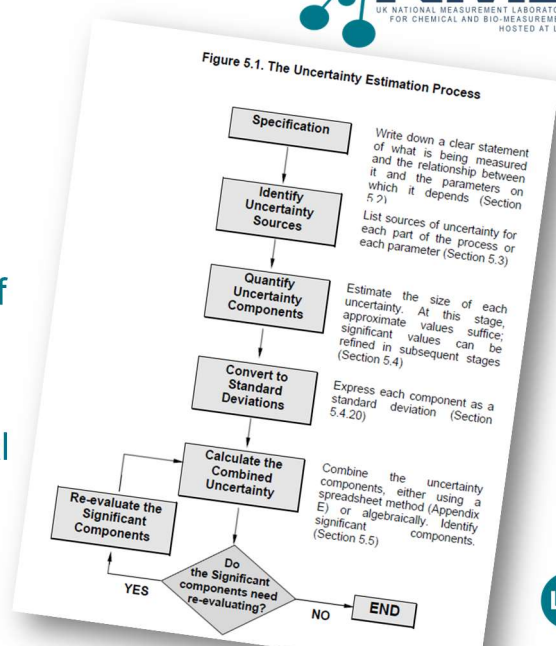 UK NATIONAL MEASUREMENT LABORATO
FOR CHEMICAL AND BIO-MEASUREME
HOSTED AT L
Figure 5.1. The Uncertainty Estimation Process
Specification
Write down a clear statement
of what is being measured
and the relationship between
it and the parameters on
which it depends (Section
5.2)
Identify
Uncertainty
Sources
List sources of uncertainty for
each part of the process or
each parameter (Section 5.3)
Quantify
Uncertainty
Components
Estimate the size of each
uncertainty. At this stage,
approximate values suffice;
significant values can be
refined in subsequent stages
(Section 5.4)
Convert to
Standard
Deviations
Express each component as a
standard deviation (Section
5.4.20)
Calculate the
Combined
Uncertainty
Combine the uncertainty
components, either using a
spreadsheet method (Appendix
E) or algebraically. Identify
significant components.
(Section 5.5)
Re-evaluate the
Significant
Components
Do
the Significant
components need
re-evaluating?
YES
NO
END
f
l
L